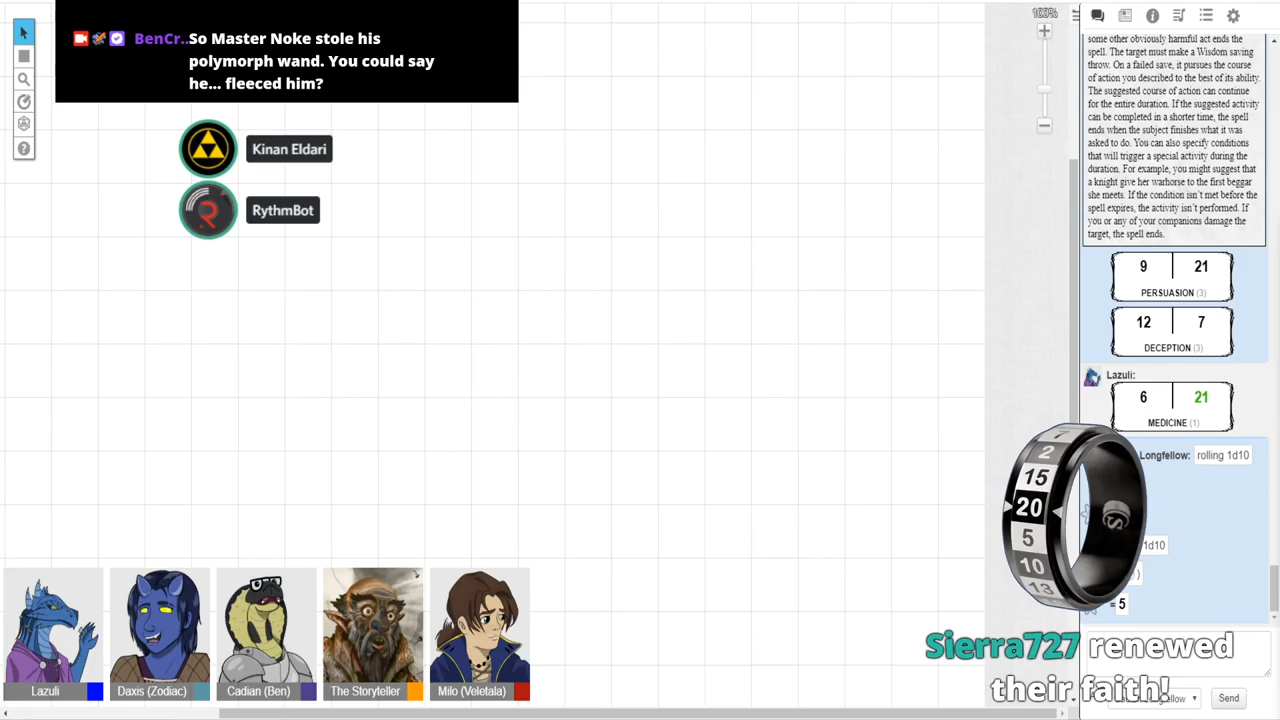 BenCr..So Master Noke stole his
polymorph wand. You could say
he... fleeced him?
Kinan Eldari
RythmBot
R
100%
some other obviously harmful act ends the
spell. The target must make a Wisdom saving
throw. On a failed save, it pursues the course
of action you described to the best of its ability.
The suggested course of action can continue
for the entire duration. If the suggested activity
can be completed in a shorter time, the spell
ends when the subject finishes what it was
asked to do. You can also specify conditions
that will trigger a special activity during the
duration. For example, you might suggest that
a knight give her warhorse to the first beggar
she meets. If the condition isn't met before the
spell expires, the activity isn't performed. If
you or any of your companions damage the
target, the spell ends.
9 21
PERSUASION (3)
12 7
DECEPTION (3)
Lazuli:
6 21
MEDICINE (1)
Longfellow: rolling 1d10
1d10
)
= 5
7
2
15
20
5
10
13
S
Sierra727 renewed
their faith!
ngfellow
Send
Lazuli
Daxis (Zodiac)
Cadian (Ben)
The Storyteller
Milo (Veletala)